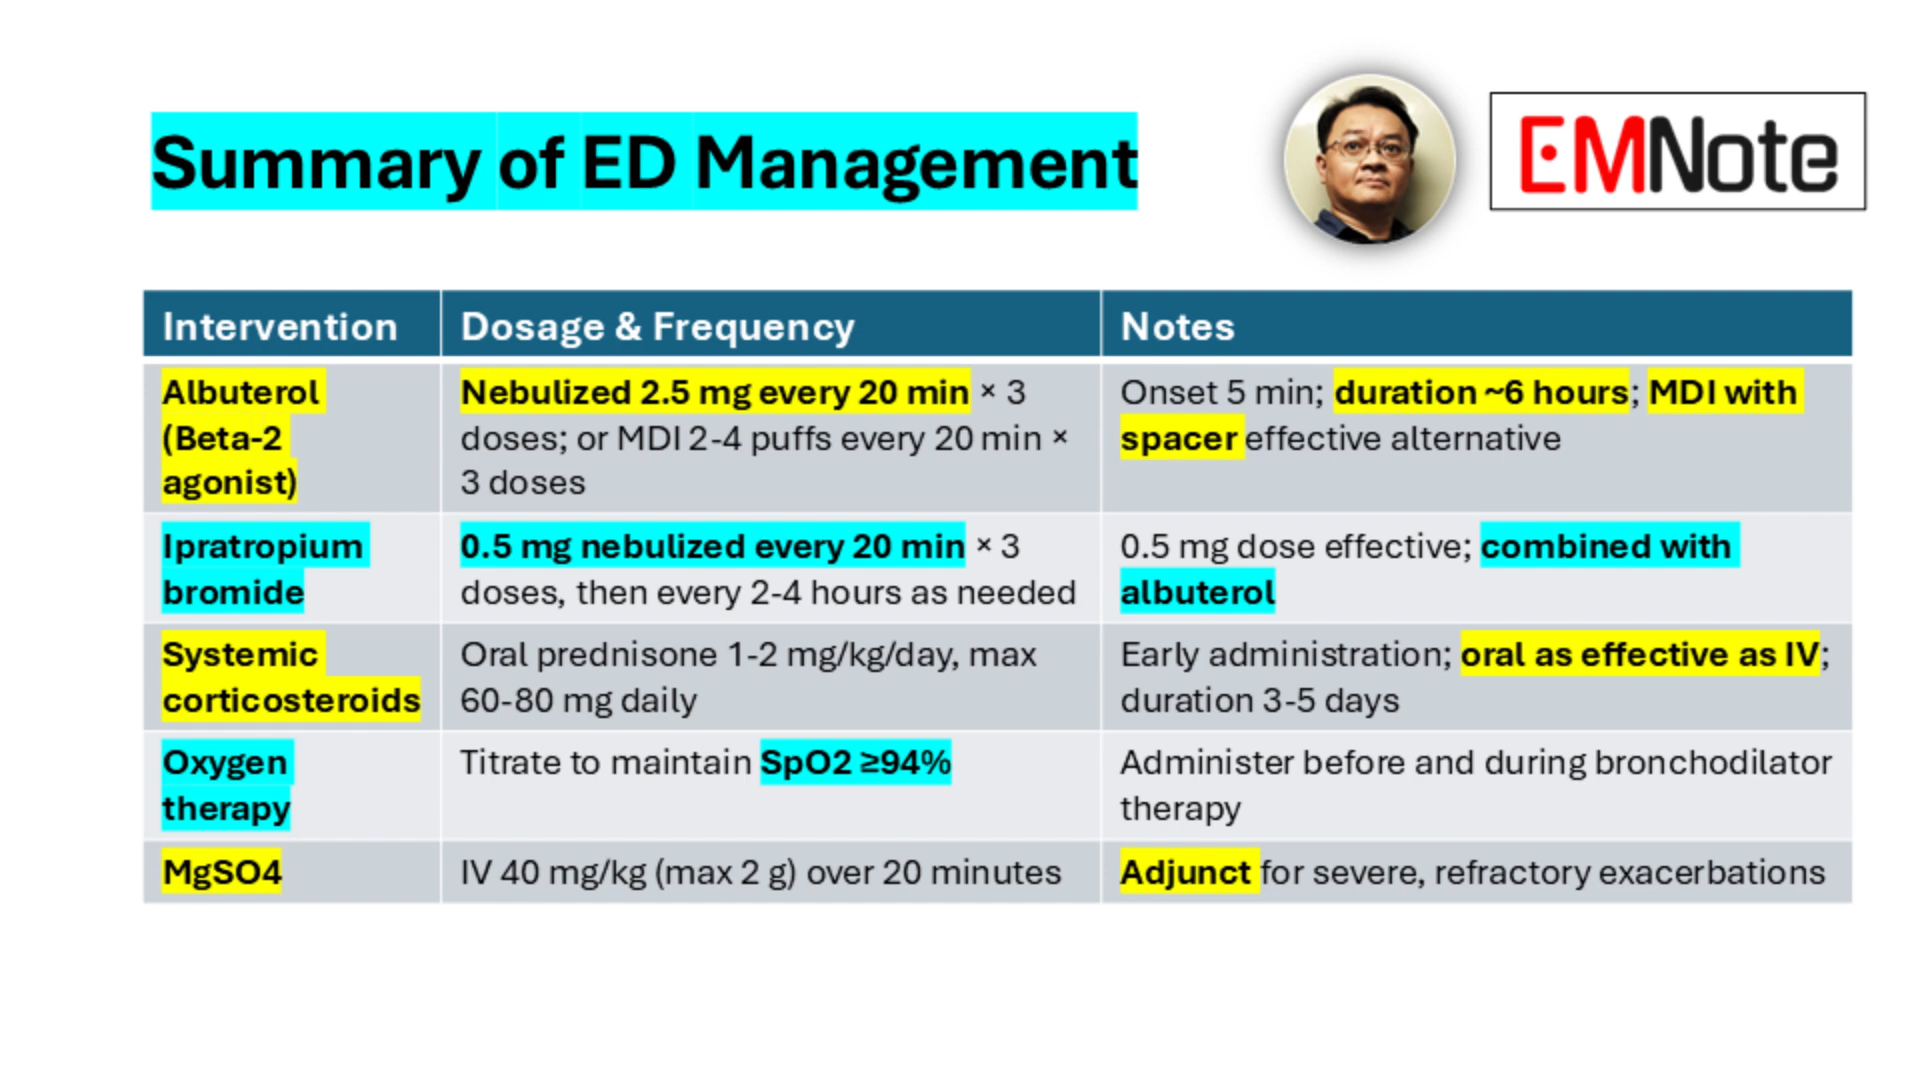 Summary of ED Management
EMNote
Intervention
Dosage & Frequency
Notes
Albuterol
(Beta-2
agonist)
Nebulized 2.5 mg every 20 min × 3
doses; or MDI 2-4 puffs every 20 min ×
3 doses
Onset 5 min; duration ~6 hours; MDI with
spacer effective alternative
Ipratropium
bromide
0.5 mg nebulized every 20 min × 3
doses, then every 2-4 hours as needed
0.5 mg dose effective; combined with
albuterol
Systemic
corticosteroids
Oral prednisone 1-2 mg/kg/day, max
60-80 mg daily
Early administration; oral as effective as IV;
duration 3-5 days
Oxygen
therapy
Titrate to maintain SpO2 ≥94%
Administer before and during bronchodilator
therapy
MgSO4
IV 40 mg/kg (max 2 g) over 20 minutes
Adjunct for severe, refractory exacerbations